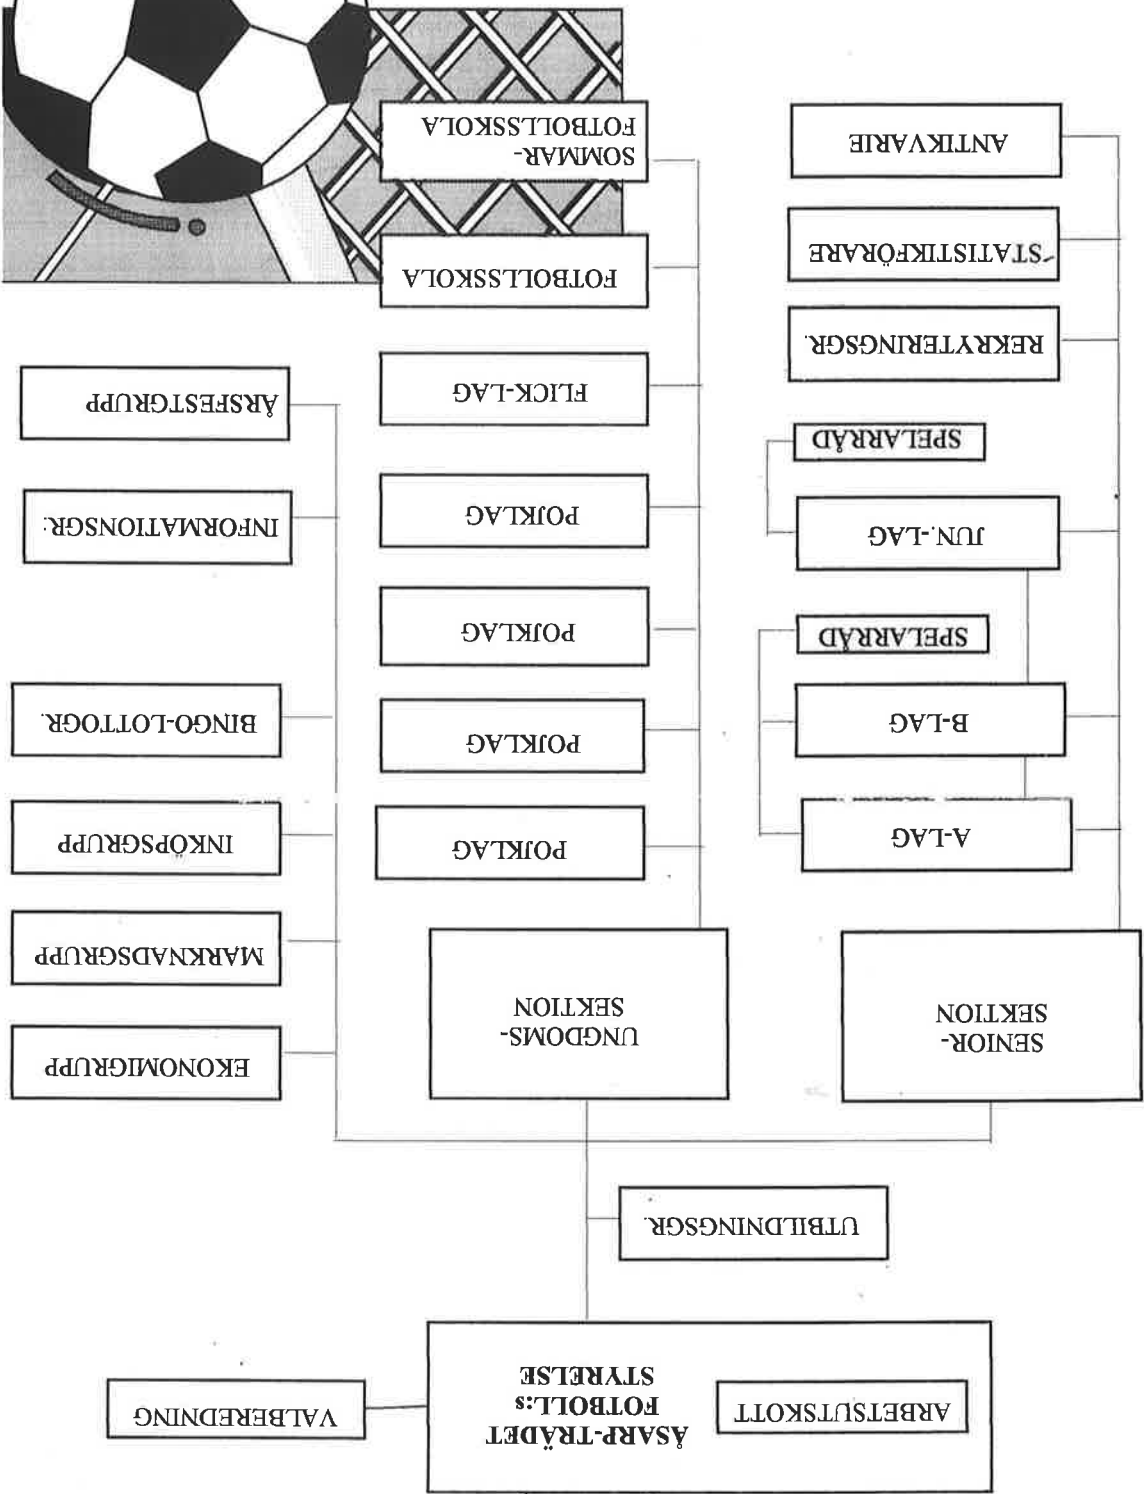 ARBETSUTSKOTT
ÅSARP-TRÄDET
FOTBOLL:s
STYRELSE
VALBEREDNING
UTBILDNINGSGR.
SENIOR-
SEKTION
UNGDOMS-
SEKTION
EKONOMIGRUPP
MARKNADSGRUPP
INKÖPSGRUPP
BINGO-LOTTOGR.
INFORMATIONSGR.
ÅRSFESTGRUPP
A-LAG
B-LAG
SPELARRÅD
JUN.-LAG
SPELARRÅD
REKRYTERINGSGR.
STATISTIKFÖRARE
ANTIKVARIE
POJKLAG
POJKLAG
POJKLAG
POJKLAG
FLICK-LAG
FOTBOLLSSKOLA
SOMMAR-
FOTBOLLSSKOLA